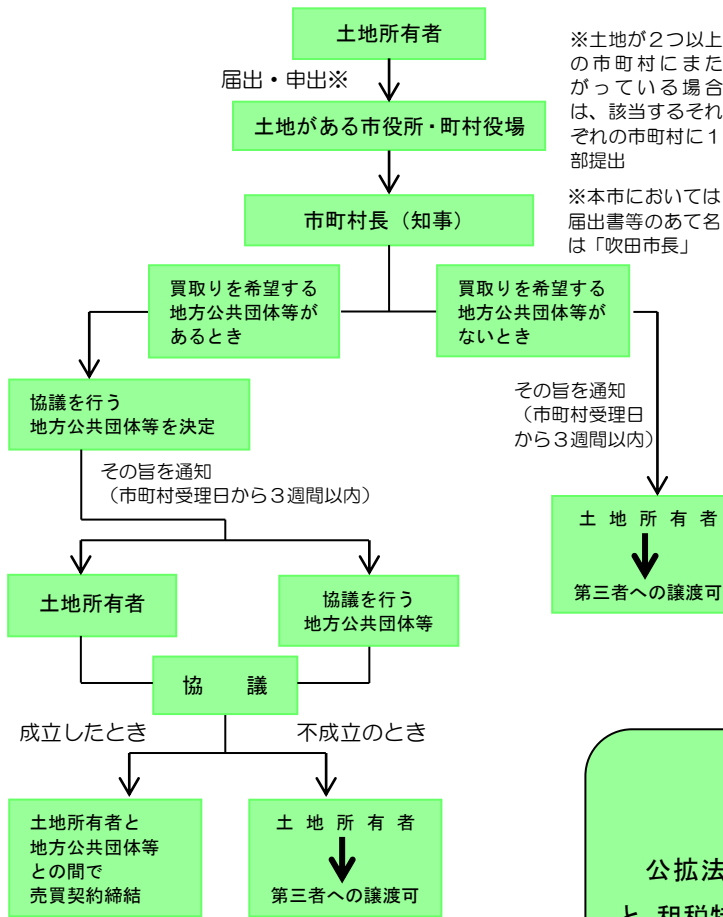 土地所有者
届出・申出※
土地がある市役所・町村役場
市町村長（知事）
※土地が２つ以上
の市町村にまた
がっている場合
は、該当するそれ
ぞれの市町村に１
部提出
※本市においては
届出書等のあて名
は「吹田市長」
買取りを希望する
地方公共団体等が
あるとき
買取りを希望する
地方公共団体等が
ないとき
協議を行う
地方公共団体等を決定
その旨を通知
（市町村受理日から３週間以内）
その旨を通知
（市町村受理日
から３週間以内）
土地所有者
第三者への譲渡可
土地所有者
協議を行う
地方公共団体等
協議
成立したとき
不成立のとき
土地所有者と
地方公共団体等
との間で
売買契約締結
土地所有者
第三者への譲渡可
公拡法
と、租税特